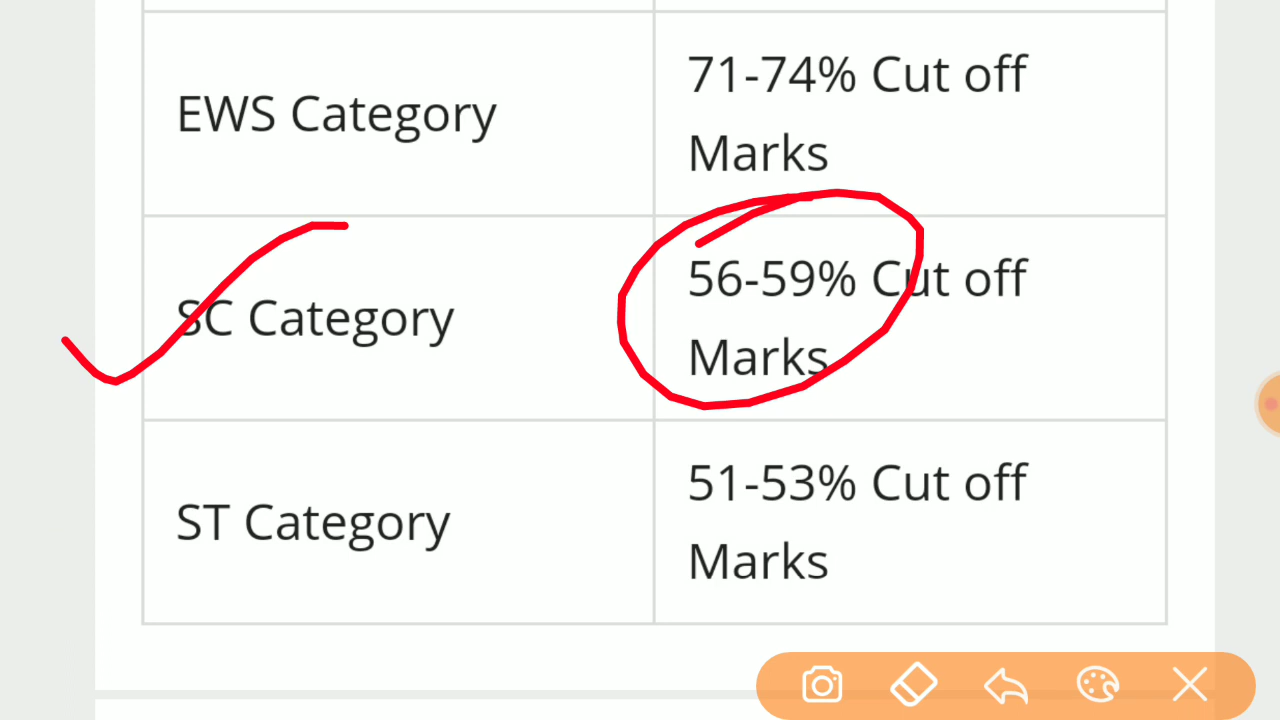 EWS Category
71-74% Cut off
Marks
SC Category
56-59% Cut off
Marks
ST Category
51-53% Cut off
Marks